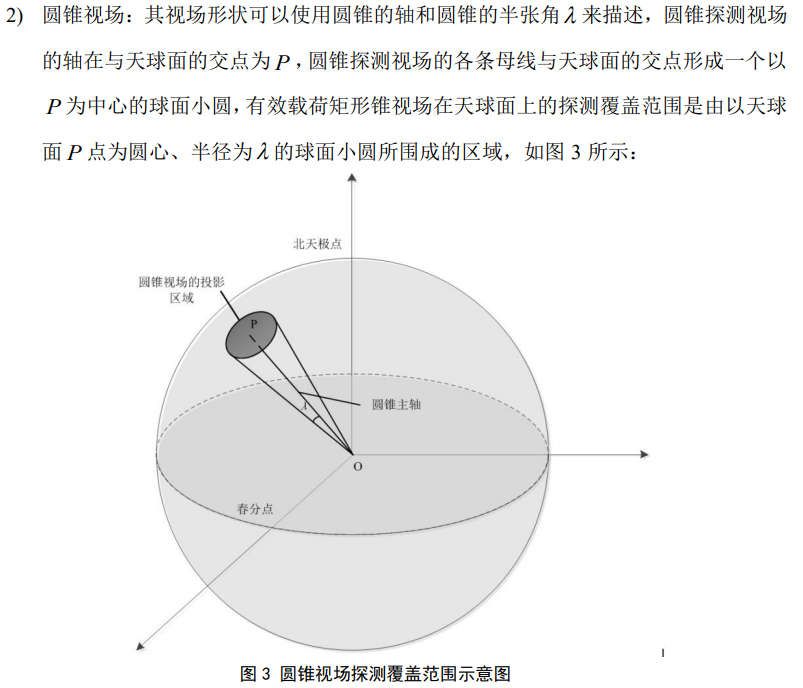 2) 圆锥视场：其视场形状可以使用圆锥的轴和圆锥的半张角λ来描述，圆锥探测视场
的轴在与天球面的交点为P，圆锥探测视场的各条母线与天球面的交点形成一个以
P为中心的球面小圆，有效载荷矩形锥视场在天球面上的探测覆盖范围是由以天球
面P点为圆心、半径为λ的球面小圆所围成的区域，如图3所示：
北天极点
圆锥视场的投影
区域
P
λ
圆锥主轴
O
春分点
图 3 圆锥视场探测覆盖范围示意图